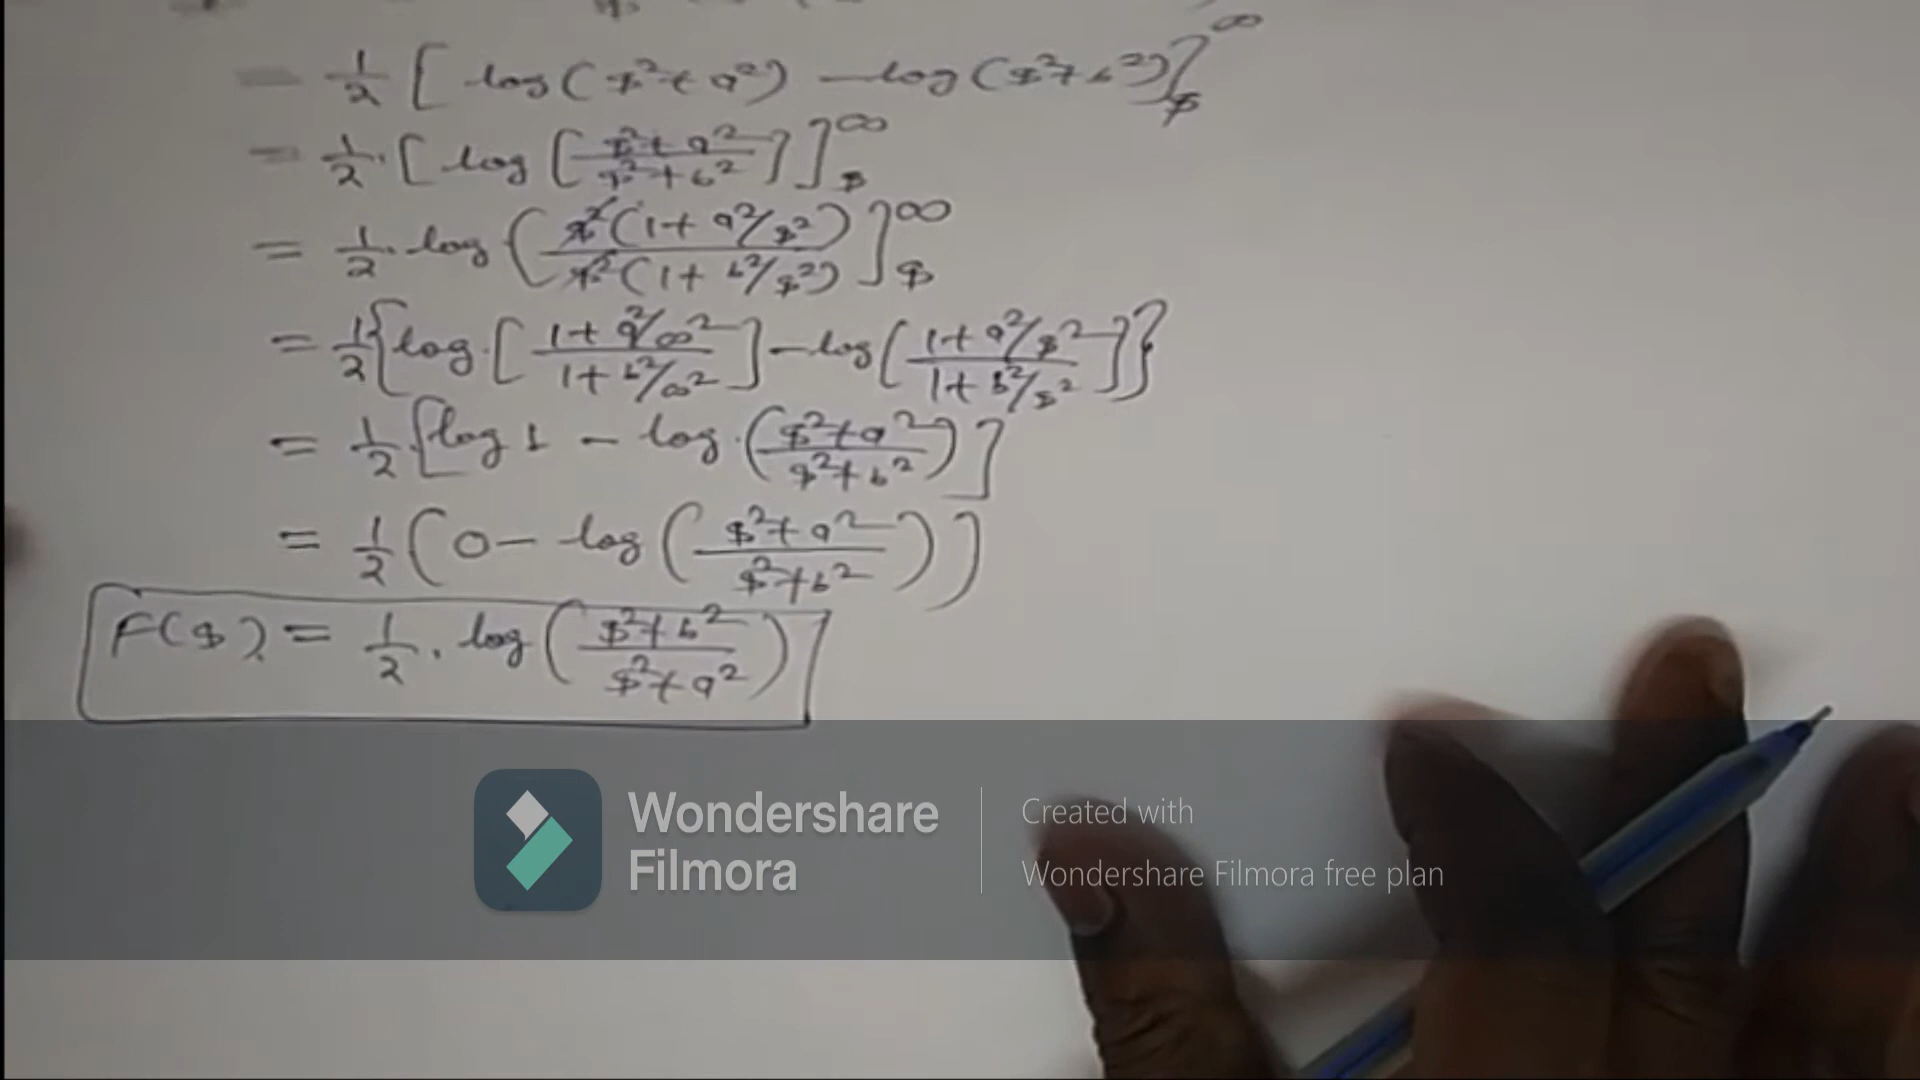 = 1/2 [ log(s²+a²) - log(s²+b²) ]_s^∞
= 1/2 · [ log [ (s²+a²)/(s²+b²) ] ]_s^∞
= 1/2 · log ( s²(1+a²/s²) / s²(1+b²/s²) ]_s^∞
= 1/2 { log · [ (1+a²/∞²)/(1+b²/∞²) ] - log [ (1+a²/s²)/(1+b²/s²) ] }
= 1/2 [ log 1 - log · ( (s²+a²)/(s²+b²) ) ]
= 1/2 ( 0 - log ( (s²+a²)/(s²+b²) ) ]
F(s) = 1/2 · log ( (s²+b²)/(s²+a²) )
Wondershare
Filmora
Created with
Wondershare Filmora free plan